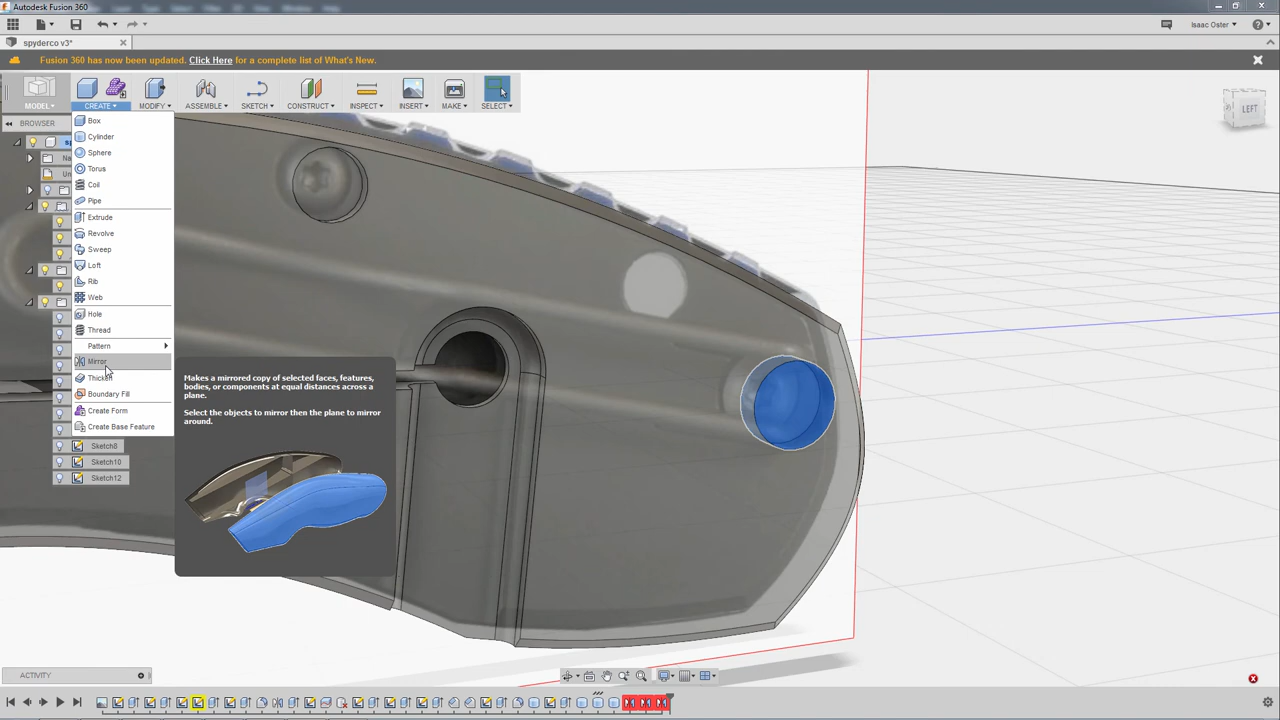 Autodesk Fusion 360
Isaac Oster
spyderco v3*
Fusion 360 has now been updated. Click Here for a complete list of What's New.
MODEL
CREATE
MODIFY
ASSEMBLE
SKETCH
CONSTRUCT
INSPECT
INSERT
MAKE
SELECT
BROWSER
LEFT
Box
Cylinder
Sphere
Torus
Coil
Pipe
Extrude
Revolve
Sweep
Loft
Rib
Web
Hole
Thread
Pattern
Mirror
Thicken
Boundary Fill
Create Form
Create Base Feature
Makes a mirrored copy of selected faces, features,
bodies, or components at equal distances across a
plane.
Select the objects to mirror then the plane to mirror
around.
Sketch8
Sketch10
Sketch12
ACTIVITY